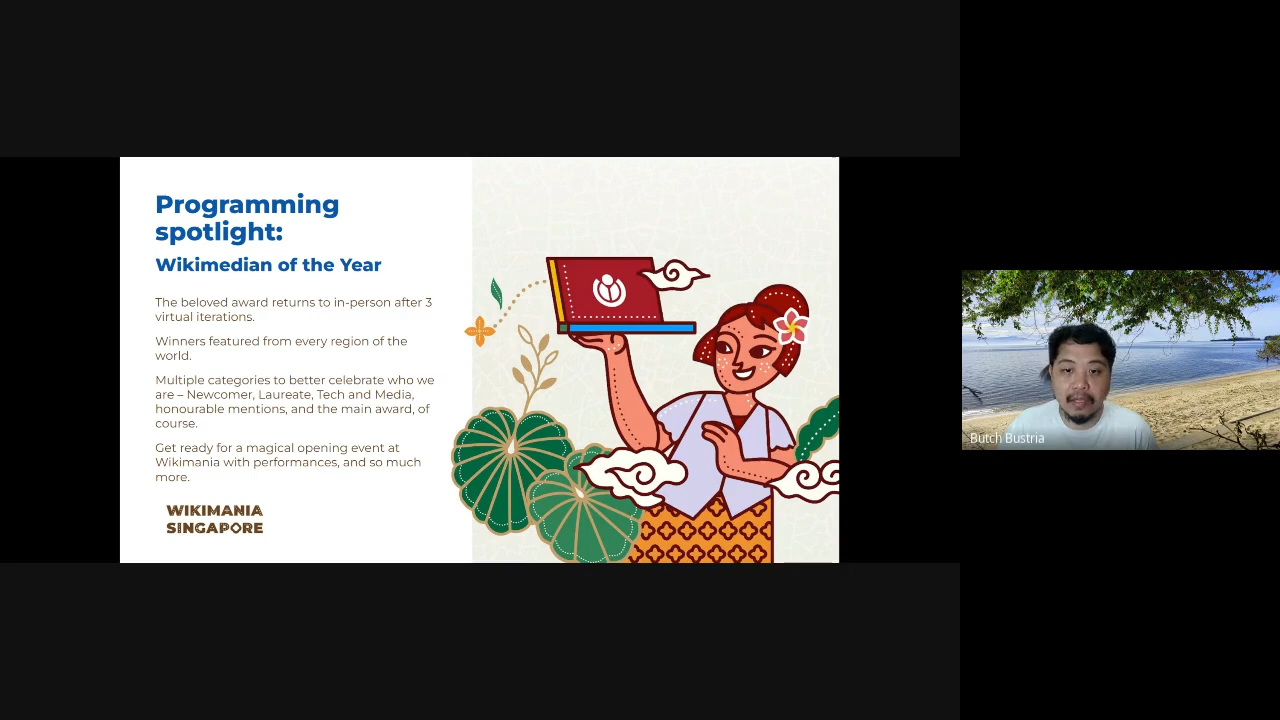 Programming
spotlight:
Wikimedian of the Year
The beloved award returns to in-person after 3
virtual iterations.
Winners featured from every region of the
world.
Multiple categories to better celebrate who we
are – Newcomer, Laureate, Tech and Media,
honourable mentions, and the main award, of
course.
Get ready for a magical opening event at
Wikimania with performances, and so much
more.
WIKIMANIA
SINGAPORE
Butch Bustria